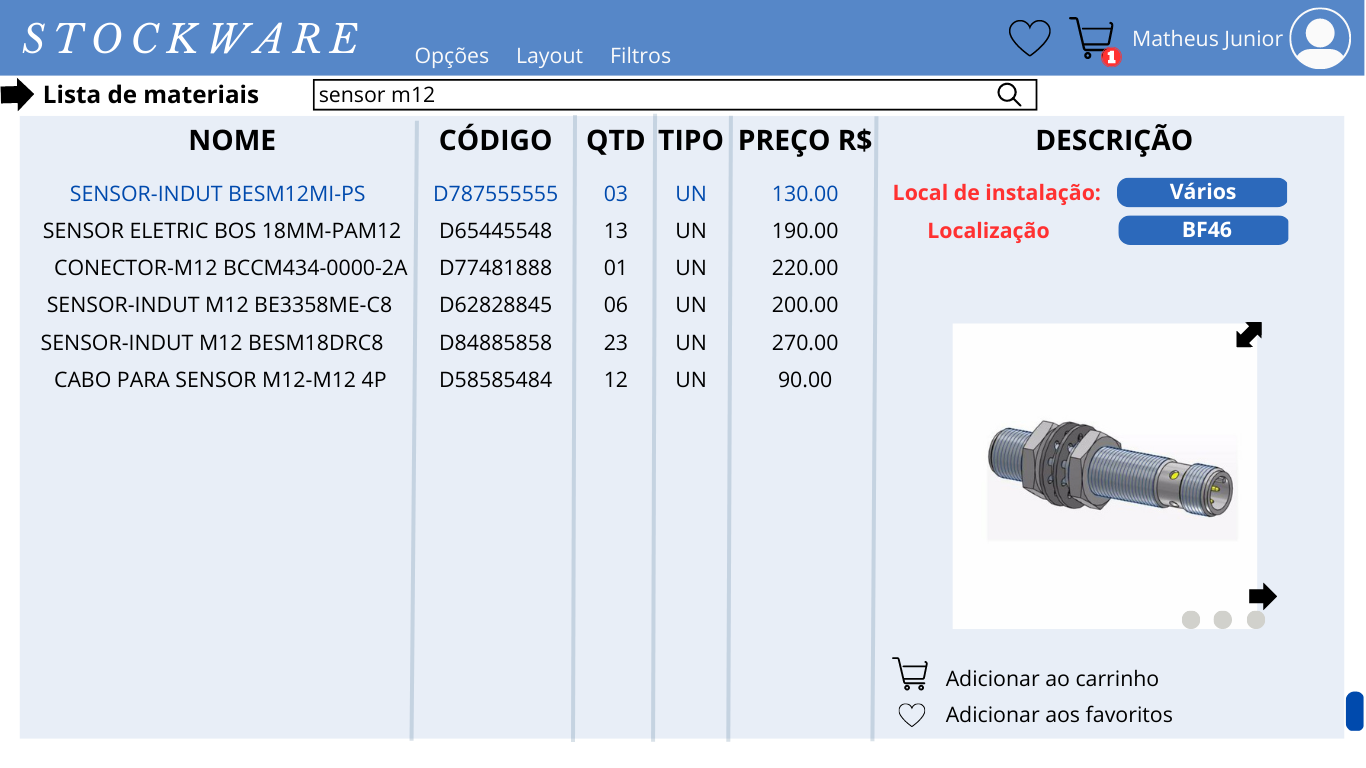 STOCKWARE
Opções Layout Filtros
1
Matheus Junior
Lista de materiais
sensor m12
NOME CÓDIGO QTD TIPO PREÇO R$ DESCRIÇÃO
SENSOR-INDUT BESM12MI-PS D787555555 03 UN 130.00
SENSOR ELETRIC BOS 18MM-PAM12 D65445548 13 UN 190.00
CONECTOR-M12 BCCM434-0000-2A D77481888 01 UN 220.00
SENSOR-INDUT M12 BE3358ME-C8 D62828845 06 UN 200.00
SENSOR-INDUT M12 BESM18DRC8 D84885858 23 UN 270.00
CABO PARA SENSOR M12-M12 4P D58585484 12 UN 90.00
Local de instalação: Vários
Localização BF46
Adicionar ao carrinho
Adicionar aos favoritos